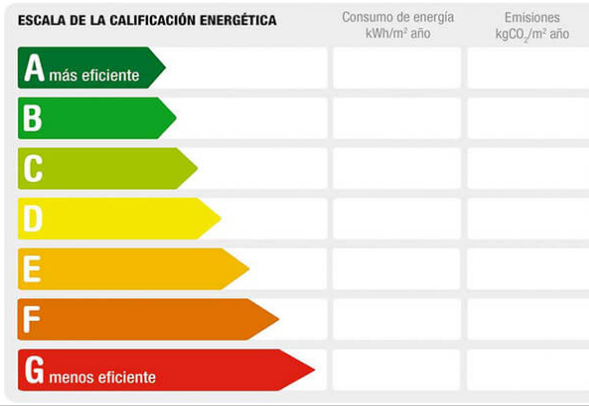 ESCALA DE LA CALIFICACIÓN ENERGÉTICA
Consumo de energía
kWh/m² año
Emisiones
kgCO₂/m² año
A más eficiente
B
C
D
E
F
G menos eficiente